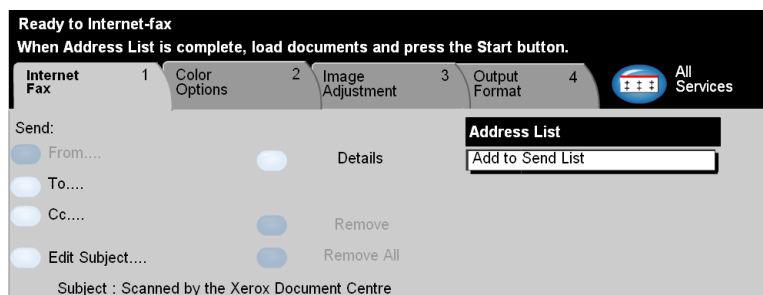 Ready to Internet-fax
When Address List is complete, load documents and press the Start button.
Internet Fax 1
Color Options 2
Image Adjustment 3
Output Format 4
All Services
Send:
From....
Details
To....
Cc....
Remove
Edit Subject....
Remove All
Subject : Scanned by the Xerox Document Centre
Address List
Add to Send List